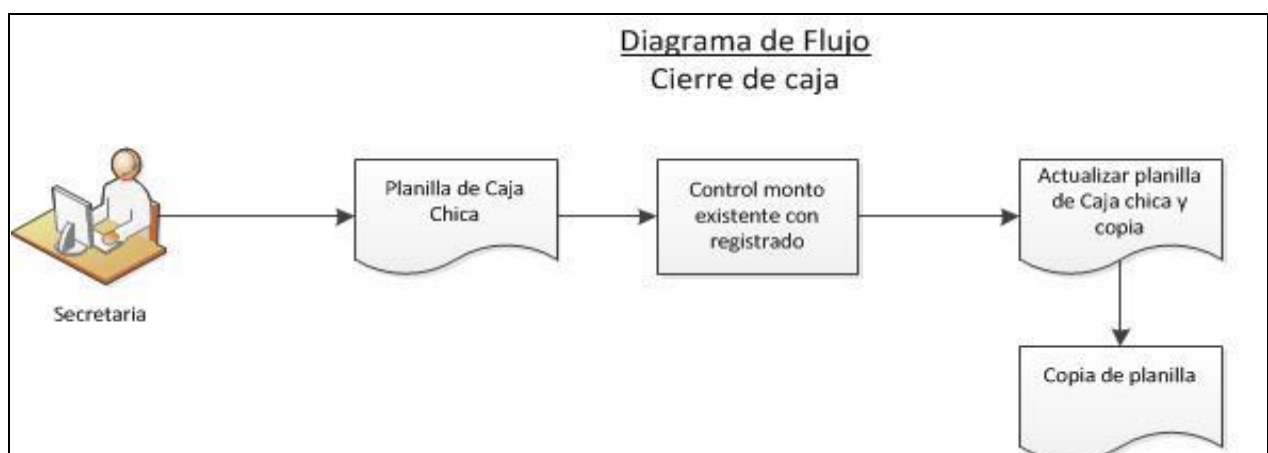 Diagrama de Flujo
Cierre de caja
Secretaria
Planilla de Caja
Chica
Control monto
existente con
registrado
Actualizar planilla
de Caja chica y
copia
Copia de planilla